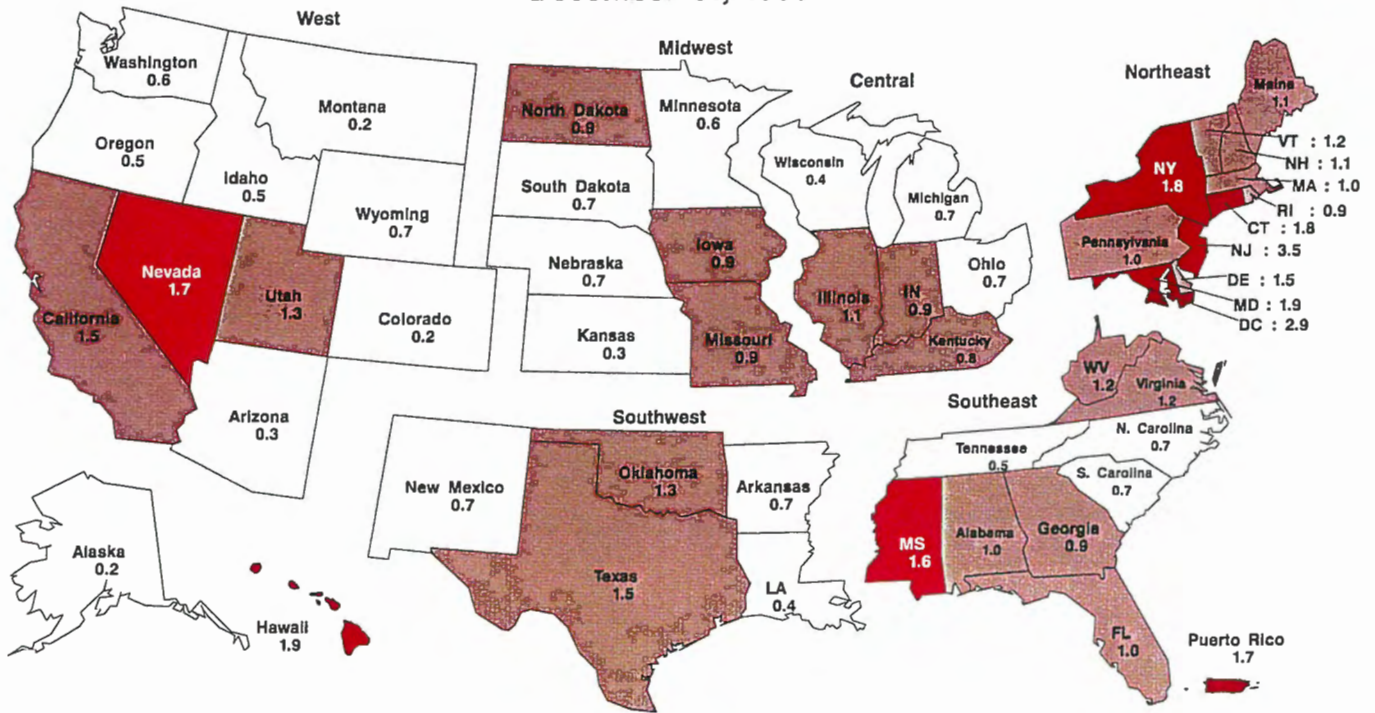 West
Washington
0.6
Oregon
0.5
Montana
0.2
Idaho
0.5
Wyoming
0.7
Nevada
1.7
Utah
1.3
Colorado
0.2
California
1.5
Arizona
0.3
Alaska
0.2
Hawaii
1.9
Midwest
North Dakota
0.9
Minnesota
0.6
South Dakota
0.7
Nebraska
0.7
Iowa
0.9
Kansas
0.3
Missouri
0.9
Central
Wisconsin
0.4
Michigan
0.7
Illinois
1.1
IN
0.9
Ohio
0.7
Kentucky
0.8
Northeast
Maine
1.1
VT : 1.2
NH : 1.1
MA : 1.0
RI : 0.9
CT : 1.8
NJ : 3.5
DE : 1.5
MD : 1.9
DC : 2.9
NY
1.8
Pennsylvania
1.0
Southwest
New Mexico
0.7
Oklahoma
1.3
Arkansas
0.7
Texas
1.5
LA
0.4
Southeast
WV
1.2
Virginia
1.2
N. Carolina
0.7
Tennessee
0.5
S. Carolina
0.7
MS
1.6
Alabama
1.0
Georgia
0.9
FL
1.0
Puerto Rico
1.7